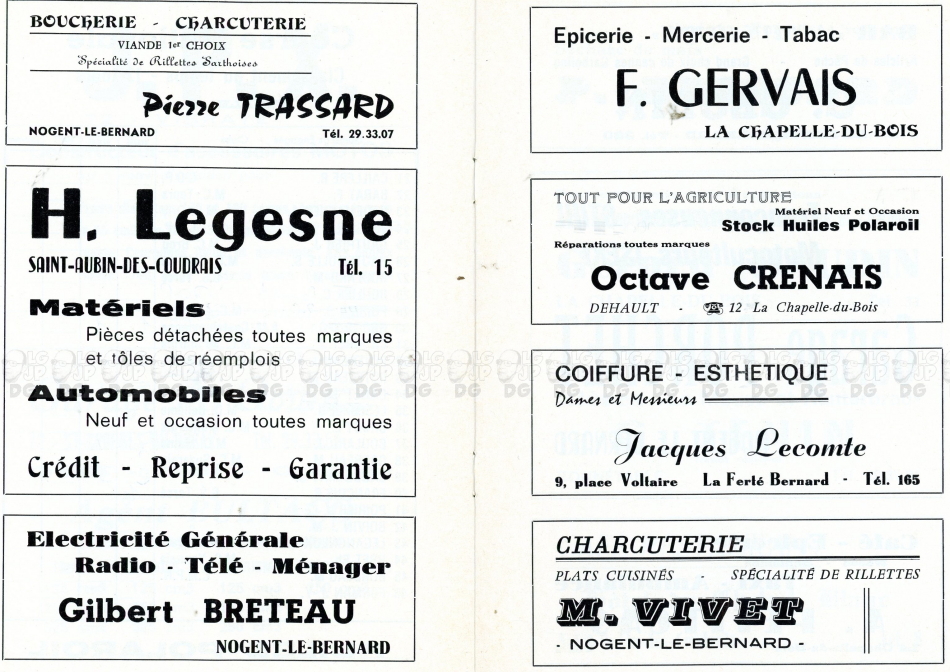 BOUCHERIE - CHARCUTERIE
VIANDE 1er CHOIX
Spécialité de Rillettes Sarthoises
Pierre TRASSARD
NOGENT-LE-BERNARD Tél. 29.33.07
H. Legesne
SAINT-AUBIN-DES-COUDRAIS Tél. 15
Matériels
Pièces détachées toutes marques
et tôles de réemplois
Automobiles
Neuf et occasion toutes marques
Crédit - Reprise - Garantie
Electricité Générale
Radio - Télé - Ménager
Gilbert BRETEAU
NOGENT-LE-BERNARD
Epicerie - Mercerie - Tabac
F. GERVAIS
LA CHAPELLE-DU-BOIS
TOUT POUR L'AGRICULTURE
Matériel Neuf et Occasion
Stock Huiles Polaroil
Réparations toutes marques
Octave CRENAIS
DEHAULT - ☎ 12 La Chapelle-du-Bois
COIFFURE - ESTHETIQUE
Dames et Messieurs
Jacques Lecomte
9, place Voltaire La Ferté Bernard - Tél. 165
CHARCUTERIE
PLATS CUISINÉS - SPÉCIALITÉ DE RILLETTES
M. VIVET
- NOGENT-LE-BERNARD -